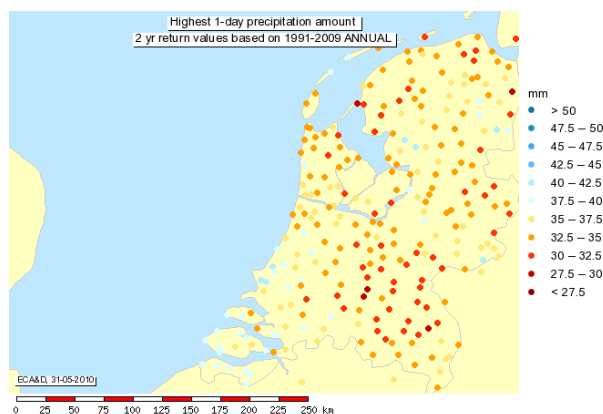 Highest 1-day precipitation amount
2 yr return values based on 1991-2009 ANNUAL
mm
> 50
47.5 – 50
45 – 47.5
42.5 – 45
40 – 42.5
37.5 – 40
35 – 37.5
32.5 – 35
30 – 32.5
27.5 – 30
< 27.5
ECA&D, 31-05-2010
0 25 50 75 100 125 150 175 200 225 250 km